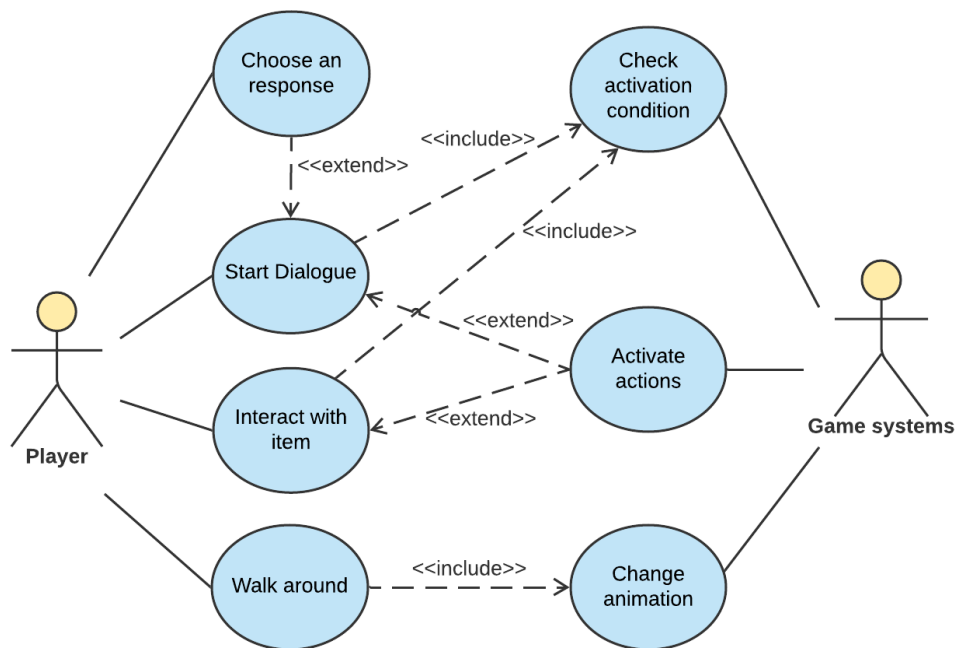 Choose an
response
Check
activation
condition
<<include>>
<<extend>>
<<include>>
Start Dialogue
<<extend>>
Activate
actions
Interact with
item
<<extend>>
Game systems
Player
<<include>>
Walk around
Change
animation